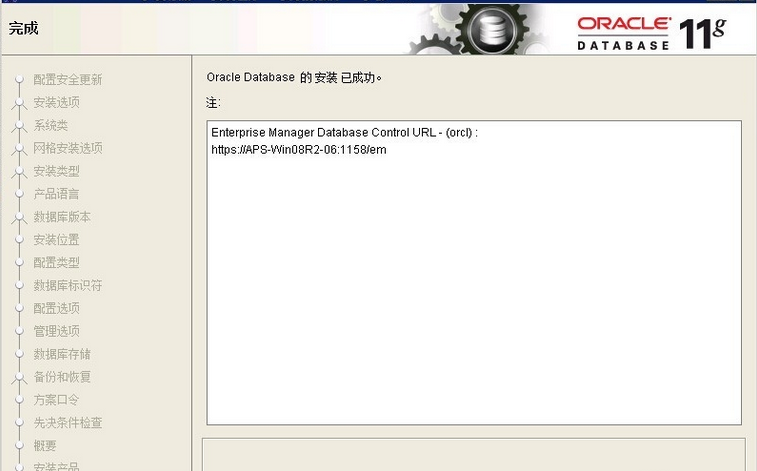 完成
ORACLE
DATABASE 11g
配置安全更新
安装选项
系统类
网格安装选项
安装类型
产品语言
数据库版本
安装位置
配置类型
数据库标识符
配置选项
管理选项
数据库存储
备份和恢复
方案口令
先决条件检查
概要
安装产品
Oracle Database 的 安装 已成功。
注:
Enterprise Manager Database Control URL - (orcl) :
https://APS-Win08R2-06:1158/em